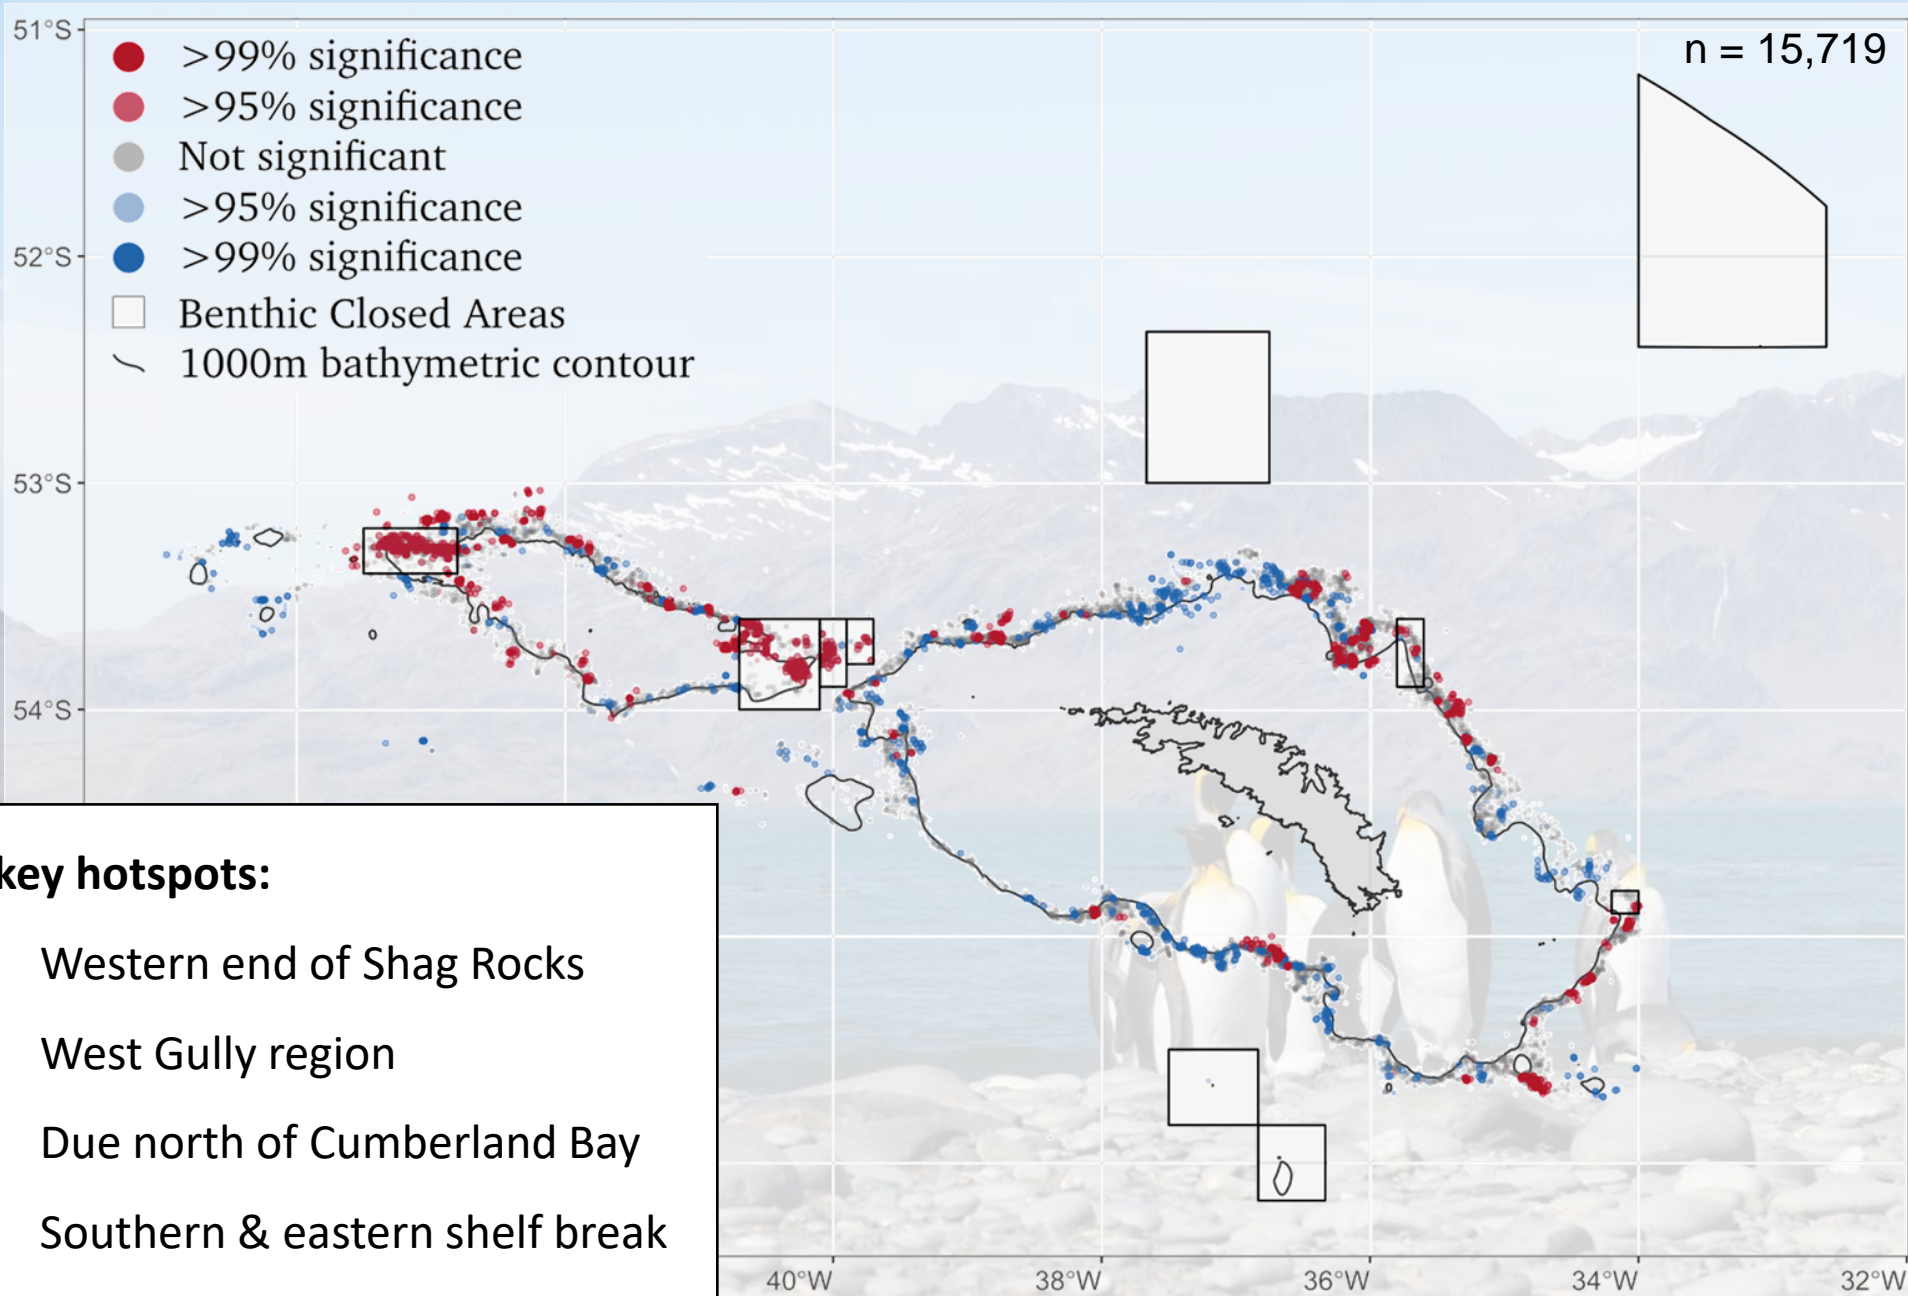 51°S
>99% significance
>95% significance
Not significant
>95% significance
>99% significance
Benthic Closed Areas
1000m bathymetric contour
n = 15,719
52°S
53°S
54°S
key hotspots:
Western end of Shag Rocks
West Gully region
Due north of Cumberland Bay
Southern & eastern shelf break
40°W
38°W
36°W
34°W
32°W